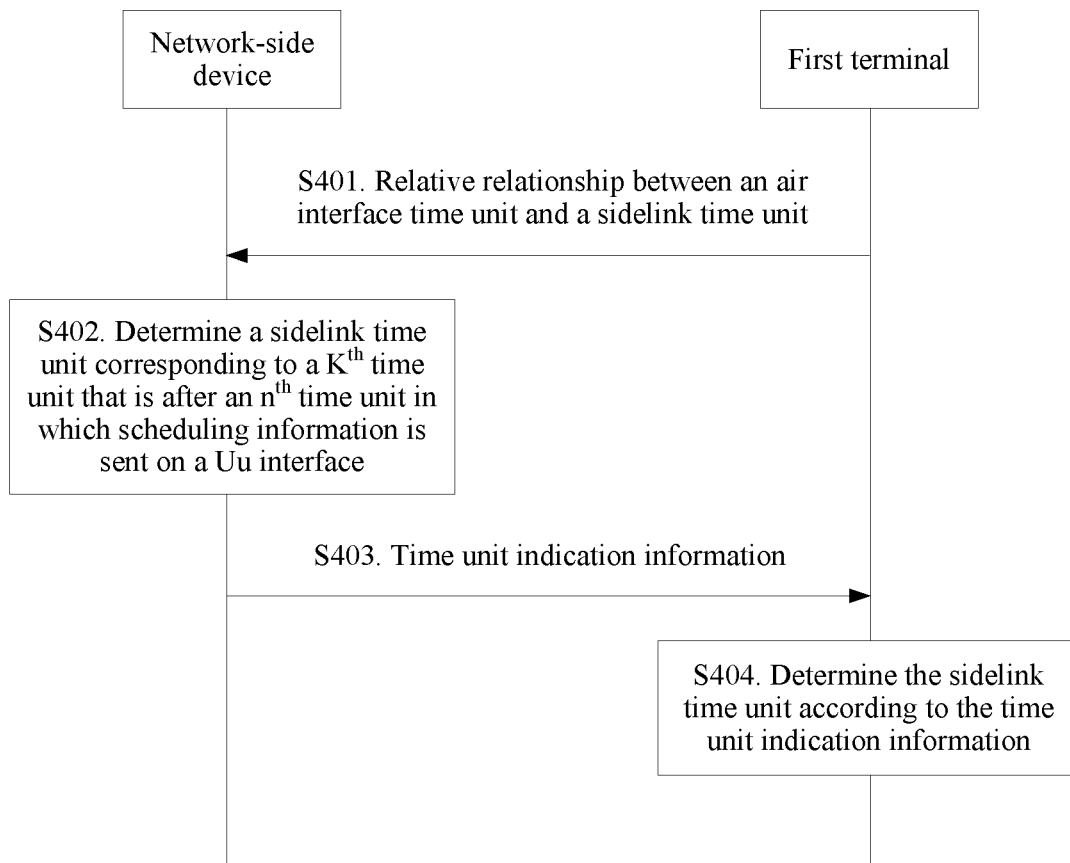 Network-side
device
First terminal
S401. Relative relationship between an air
interface time unit and a sidelink time unit
S402. Determine a sidelink time
unit corresponding to a Kth time
unit that is after an nth time unit in
which scheduling information is
sent on a Uu interface
S403. Time unit indication information
S404. Determine the sidelink
time unit according to the time
unit indication information